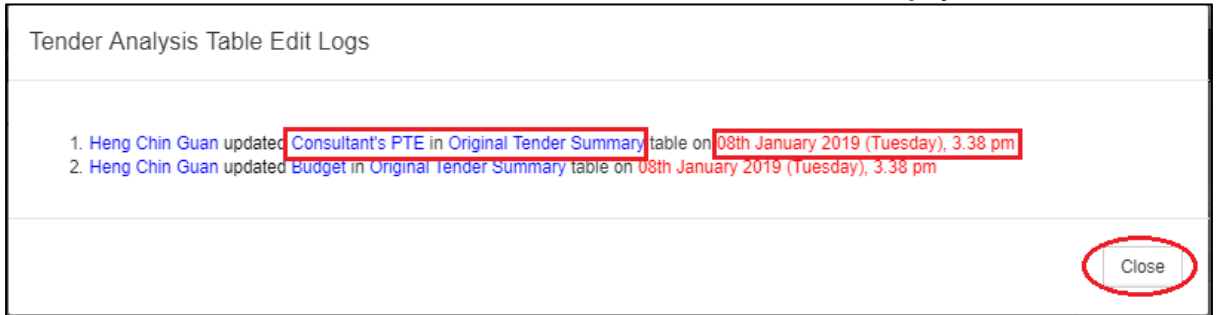 Tender Analysis Table Edit Logs
1. Heng Chin Guan updated Consultant's PTE in Original Tender Summary table on 08th January 2019 (Tuesday), 3.38 pm
2. Heng Chin Guan updated Budget in Original Tender Summary table on 08th January 2019 (Tuesday), 3.38 pm
Close